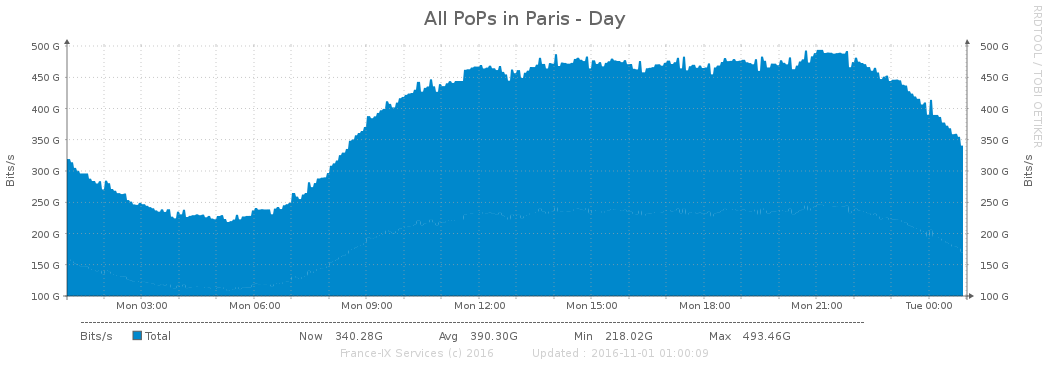 All PoPs in Paris - Day
RRDTOOL / TOBI OETIKER
500 G 500 G
450 G 450 G
400 G 400 G
350 G 350 G
300 G 300 G
250 G 250 G
200 G 200 G
150 G 150 G
100 G 100 G
Bits/s
Bits/s
Mon 03:00 Mon 06:00 Mon 09:00 Mon 12:00 Mon 15:00 Mon 18:00 Mon 21:00 Tue 00:00
Bits/s Total Now 340.28G Avg 390.30G Min 218.02G Max 493.46G
France-IX Services (c) 2016 Updated : 2016-11-01 01:00:09